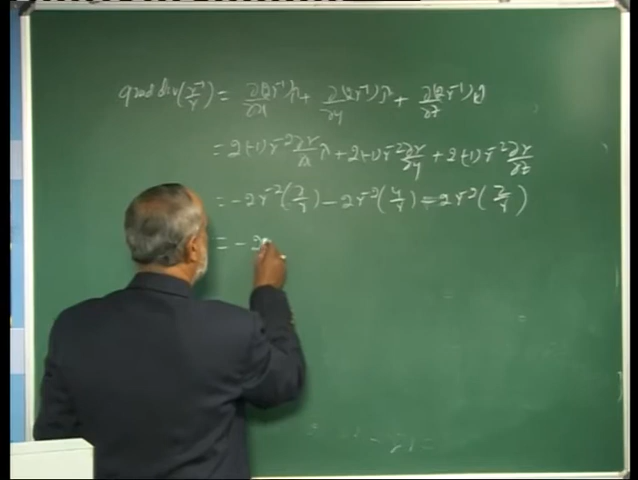 grad div(r⃗/r) = ∂(2r⁻¹)/∂x î + ∂(2r⁻¹)/∂y ĵ + ∂(2r⁻¹)/∂z
= 2(-1)r⁻²∂r/∂x î + 2(-1)r⁻²∂r/∂y + 2(-1)r⁻²∂r/∂z
= -2r⁻²(x/r) - 2r⁻²(y/r) - 2r⁻²(z/r)
= -2